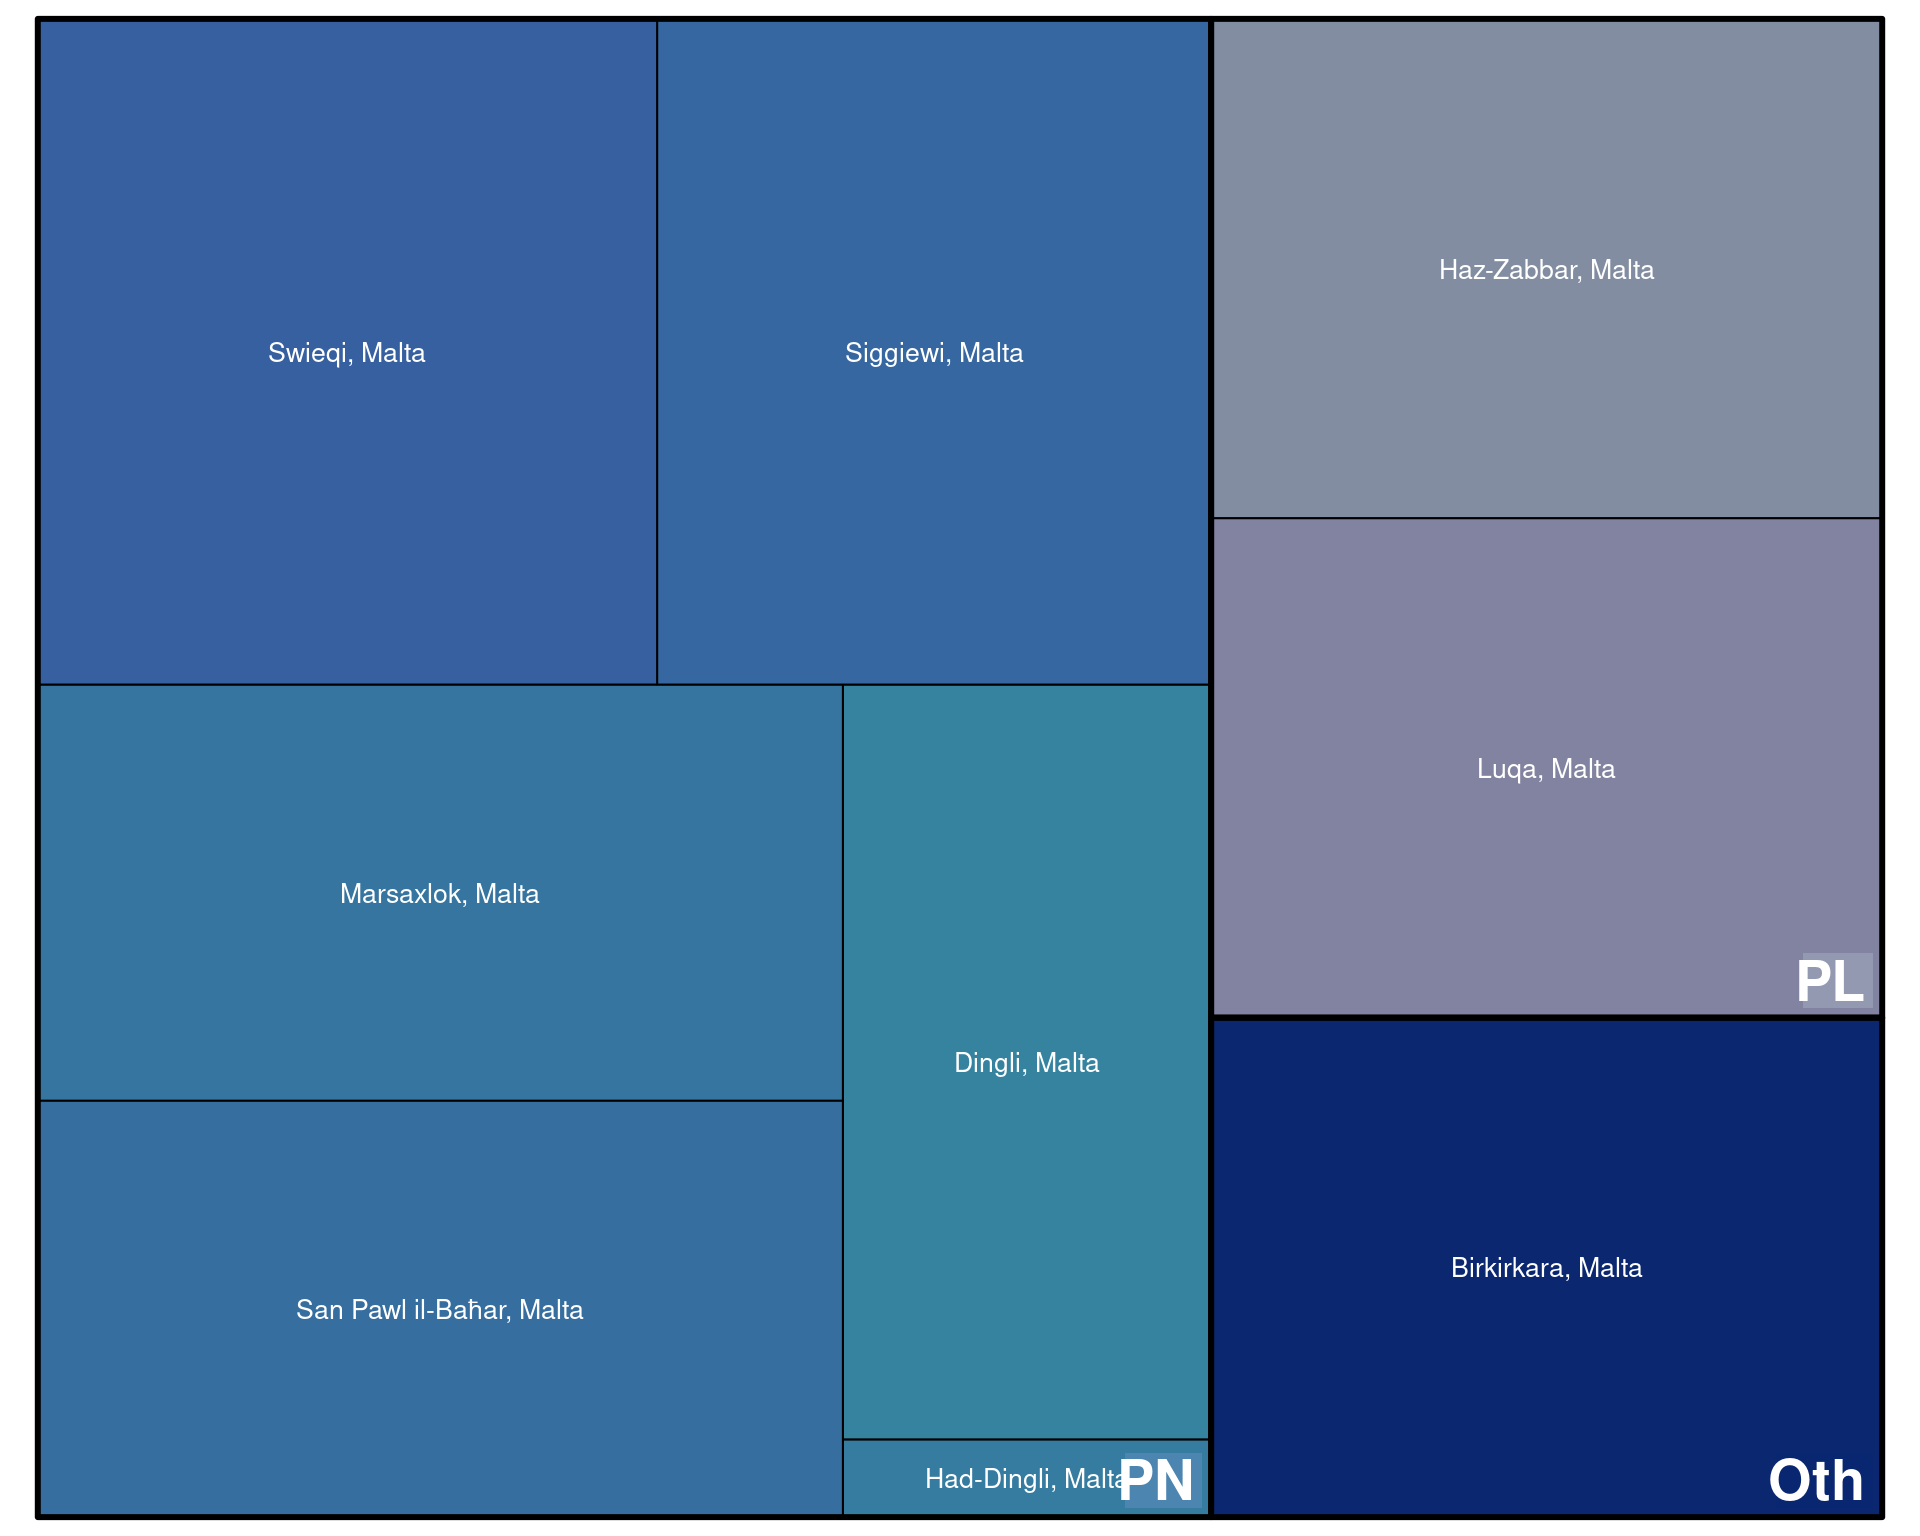 Swieqi, Malta
Siggiewi, Malta
Haz-Zabbar, Malta
Luqa, Malta
PL
Marsaxlok, Malta
Dingli, Malta
San Pawl il-Baħar, Malta
Had-Dingli, Malta
PN
Birkirkara, Malta
Oth